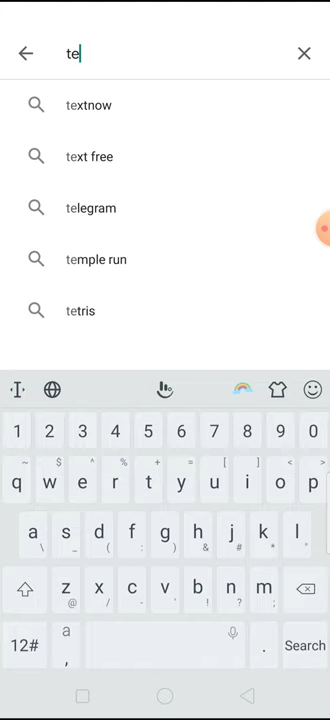 te
textnow
text free
telegram
temple run
tetris
1 2 3 4 5 6 7 8 9 0
~ $ ^ % + = [ ] < >
q w e r t y u i o p
a s d f g h j k l
\ _ ( : ) & # * "
z x c v b n m
@ / - ' ! ? ;
12# a , . Search